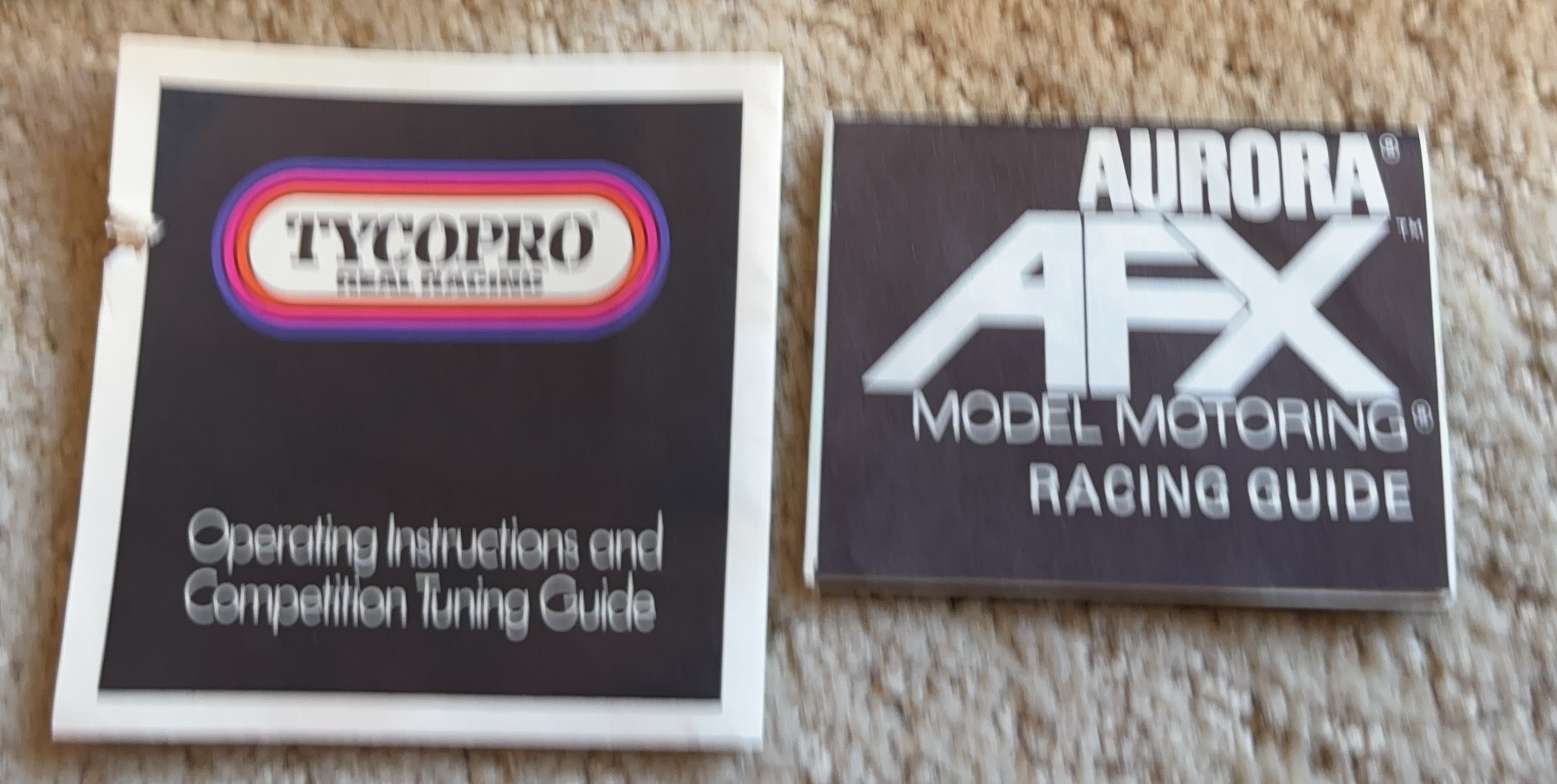 TYCOPRO
REAL RACING
Operating Instructions and
Competition Tuning Guide
AURORA®
AFX™
MODEL MOTORING®
RACING GUIDE